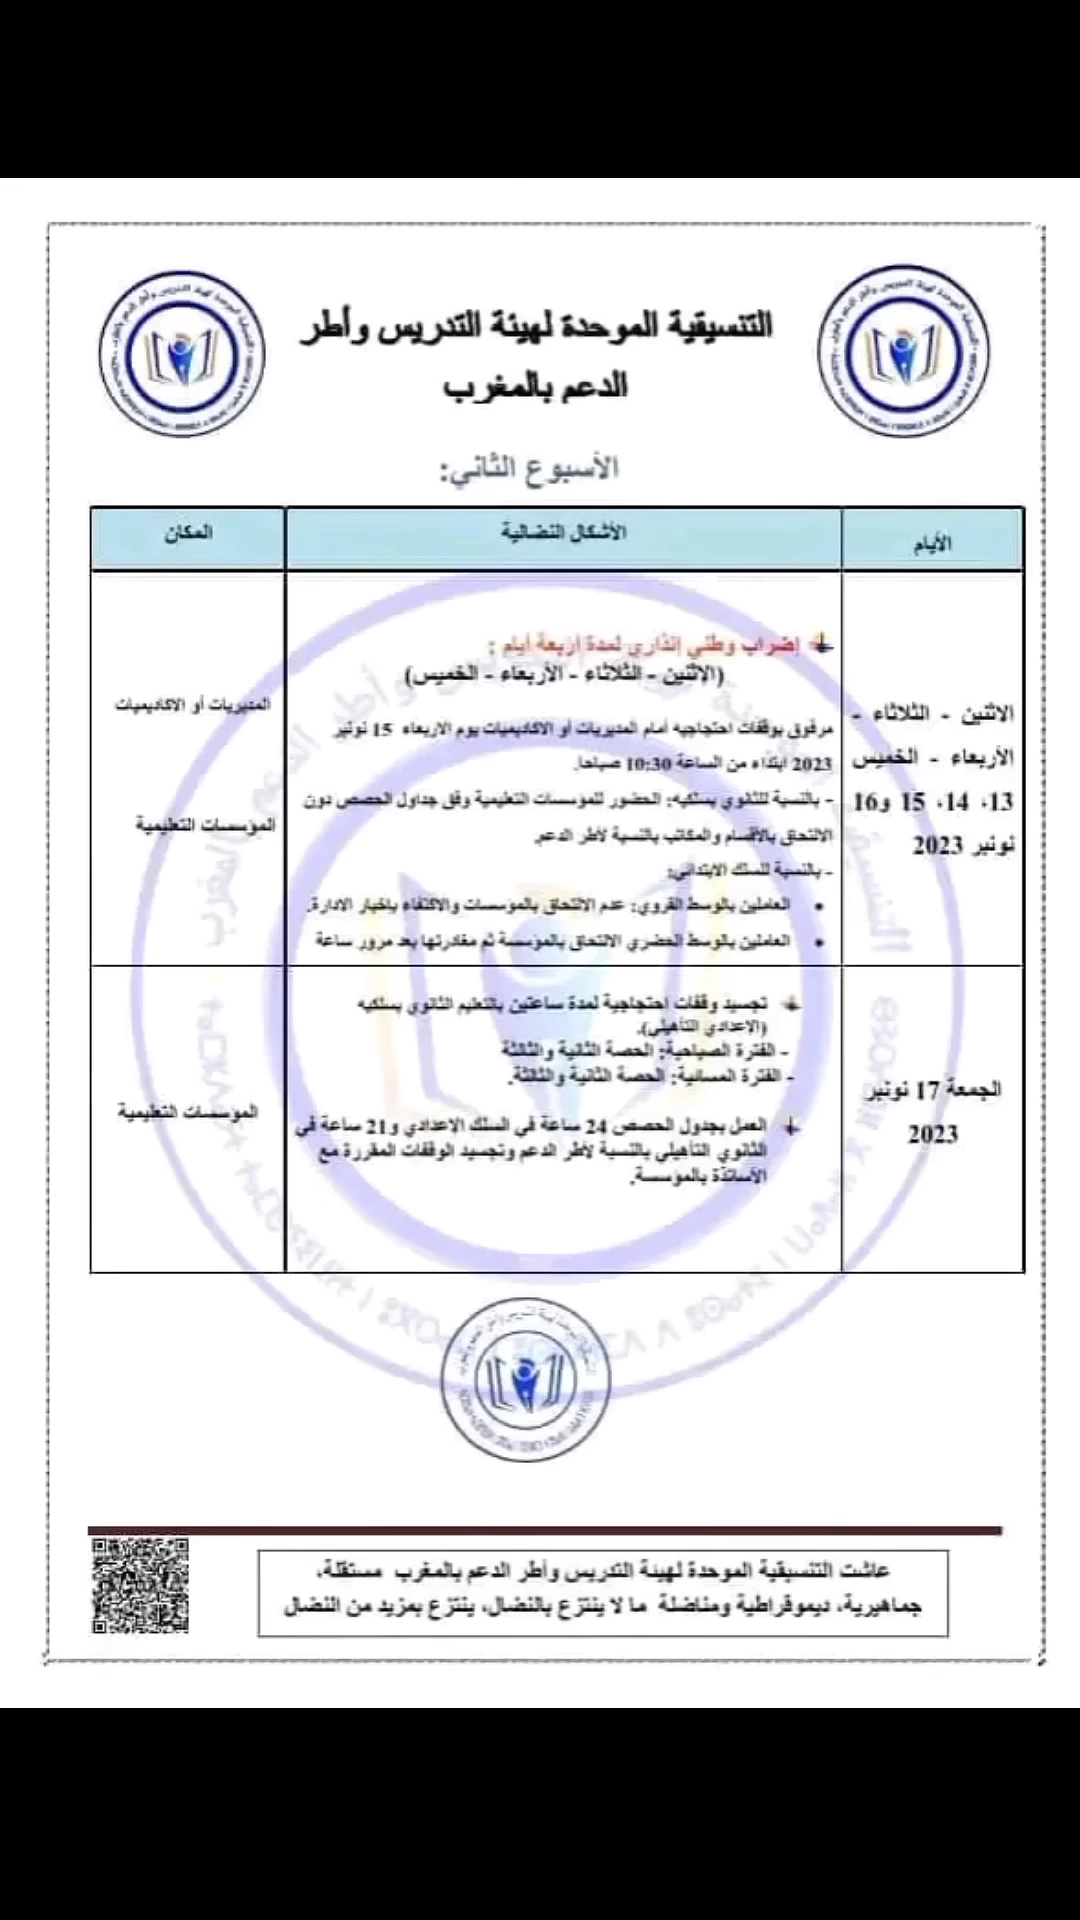 التنسيقية الموحدة لهيئة التدريس وأطر
الدعم بالمغرب
الأسبوع الثاني:
الأيام
الأشكال النضالية
المكان
الاثنين - الثلاثاء -
الأربعاء - الخميس
13، 14، 15 و16
نونبر 2023
إضراب وطني إنذاري لمدة أربعة أيام :
(الاثنين - الثلاثاء - الأربعاء - الخميس)
مرفوق بوقفات احتجاجيه أمام المديريات أو الاكاديميات يوم الاربعاء 15 نونبر
2023 ابتداء من الساعة 10:30 صباحا.
- بالنسبة للثانوي بسلكيه: الحضور للمؤسسات التعليمية وفق جداول الحصص دون
الالتحاق بالأقسام والمكاتب بالنسبة لأطر الدعم
- بالنسبة للسلك الابتدائي:
• العاملين بالوسط القروي: عدم الالتحاق بالمؤسسات والاكتفاء بإخبار الادارة.
• العاملين بالوسط الحضري الالتحاق بالمؤسسة ثم مغادرتها بعد مرور ساعة
المديريات أو الاكاديميات
المؤسسات التعليمية
الجمعة 17 نونبر
2023
تجسيد وقفات احتجاجية لمدة ساعتين بالتعليم الثانوي بسلكيه
(الاعدادي التأهيلي).
- الفترة الصباحية: الحصة الثانية والثالثة
- الفترة المسائية: الحصة الثانية والثالثة.
العمل بجدول الحصص 24 ساعة في السلك الاعدادي و21 ساعة في
الثانوي التأهيلي بالنسبة لأطر الدعم وتجسيد الوقفات المقررة مع
الأساتذة بالمؤسسة.
المؤسسات التعليمية
عاشت التنسيقية الموحدة لهيئة التدريس وأطر الدعم بالمغرب مستقلة،
جماهيرية، ديموقراطية ومناضلة ما لا ينتزع بالنضال، ينتزع بمزيد من النضال